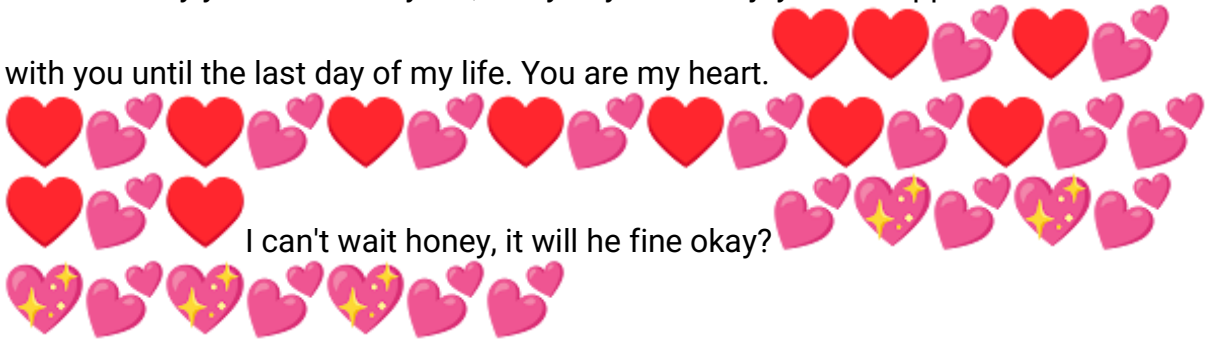 with you until the last day of my life. You are my heart. ❤️❤️💕❤️💕
❤️💕❤️💕❤️💕❤️💕❤️💕❤️💕❤️💕💕
❤️💕❤️ I can't wait honey, it will he fine okay?💕💖💕💖💕
💖💕💖💕💖💕💕